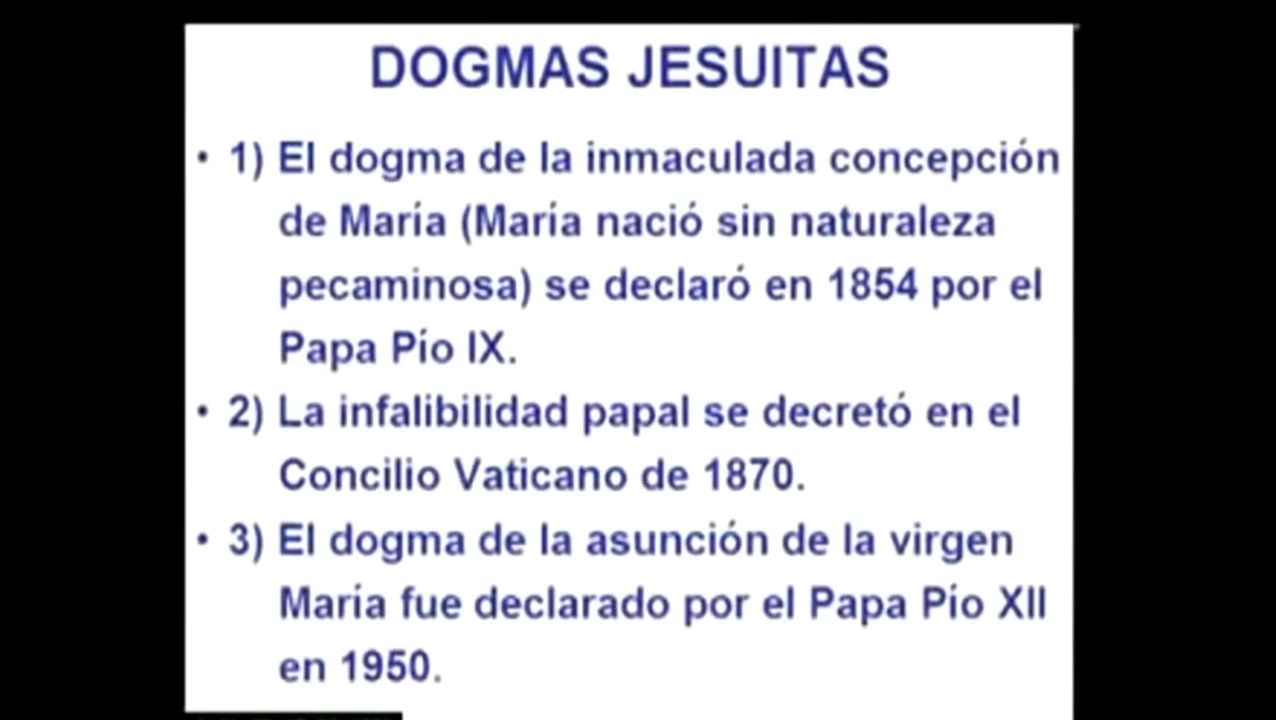 DOGMAS JESUITAS
• 1) El dogma de la inmaculada concepción
de María (María nació sin naturaleza
pecaminosa) se declaró en 1854 por el
Papa Pío IX.
• 2) La infalibilidad papal se decretó en el
Concilio Vaticano de 1870.
• 3) El dogma de la asunción de la virgen
María fue declarado por el Papa Pío XII
en 1950.